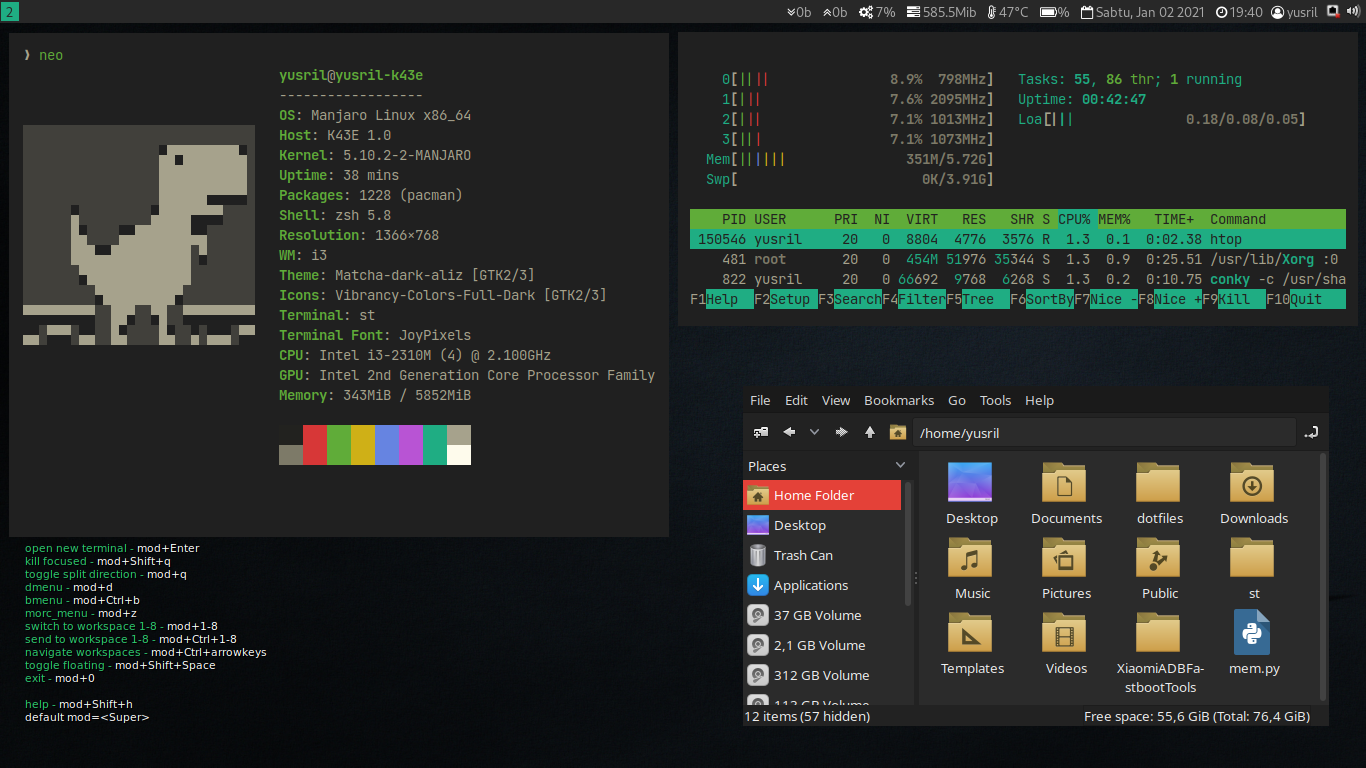 2
0b 0b 7% 585.5Mib 47°C % Sabtu, Jan 02 2021 19:40 yusril
❯ neo
yusril@yusril-k43e
------------------
OS: Manjaro Linux x86_64
Host: K43E 1.0
Kernel: 5.10.2-2-MANJARO
Uptime: 38 mins
Packages: 1228 (pacman)
Shell: zsh 5.8
Resolution: 1366×768
WM: i3
Theme: Matcha-dark-aliz [GTK2/3]
Icons: Vibrancy-Colors-Full-Dark [GTK2/3]
Terminal: st
Terminal Font: JoyPixels
CPU: Intel i3-2310M (4) @ 2.100GHz
GPU: Intel 2nd Generation Core Processor Family
Memory: 343MiB / 5852MiB
0[|||| 8.9% 798MHz] Tasks: 55, 86 thr; 1 running
1[||| 7.6% 2095MHz] Uptime: 00:42:47
2[||| 7.1% 1013MHz] Loa[||| 0.18/0.08/0.05]
3[||| 7.1% 1073MHz]
Mem[|||||| 351M/5.72G]
Swp[ 0K/3.91G]
PID USER PRI NI VIRT RES SHR S CPU% MEM% TIME+ Command
150546 yusril 20 0 8804 4776 3576 R 1.3 0.1 0:02.38 htop
481 root 20 0 454M 51976 35344 S 1.3 0.9 0:25.51 /usr/lib/Xorg :0
822 yusril 20 0 66692 9768 6268 S 1.3 0.2 0:10.75 conky -c /usr/sha
F1Help F2Setup F3SearchF4FilterF5Tree F6SortByF7Nice -F8Nice +F9Kill F10Quit
open new terminal - mod+Enter
kill focused - mod+Shift+q
toggle split direction - mod+q
dmenu - mod+d
bmenu - mod+Ctrl+b
morc_menu - mod+z
switch to workspace 1-8 - mod+1-8
send to workspace 1-8 - mod+Ctrl+1-8
navigate workspaces - mod+Ctrl+arrowkeys
toggle floating - mod+Shift+Space
exit - mod+0
help - mod+Shift+h
default mod=<Super>
File Edit View Bookmarks Go Tools Help
/home/yusril
Places
Home Folder
Desktop
Trash Can
Applications
37 GB Volume
2,1 GB Volume
312 GB Volume
113 GB Volume
Desktop Documents dotfiles Downloads
Music Pictures Public st
Templates Videos XiaomiADBFa-
stbootTools mem.py
12 items (57 hidden) Free space: 55,6 GiB (Total: 76,4 GiB)